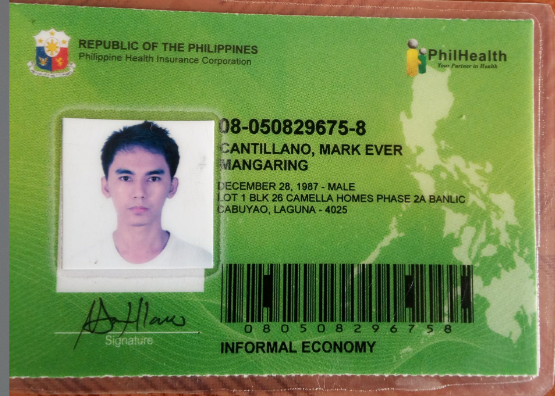 REPUBLIC OF THE PHILIPPINES
Philippine Health Insurance Corporation
PhilHealth
Your Partner in Health
08-050829675-8
CANTILLANO, MARK EVER
MANGARING
DECEMBER 28, 1987 - MALE
LOT 1 BLK 26 CAMELLA HOMES PHASE 2A BANLIC
CABUYAO, LAGUNA - 4025
080508296758
Signature
INFORMAL ECONOMY